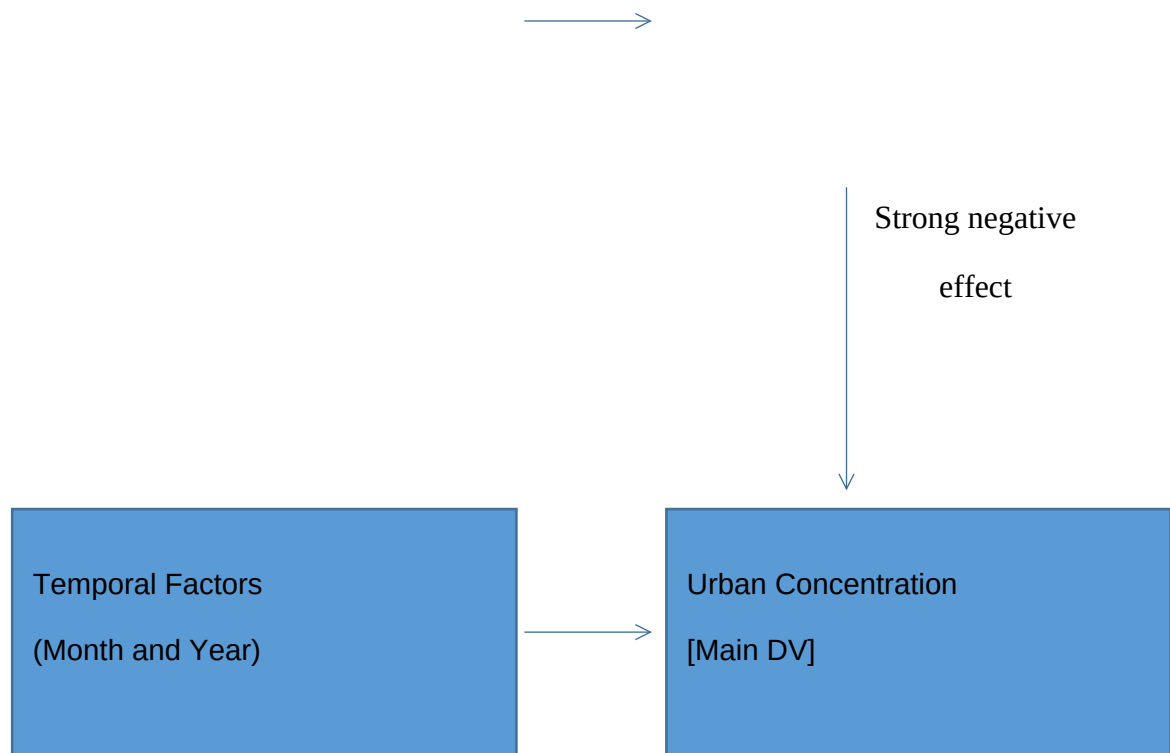 Strong negative
effect
Temporal Factors
(Month and Year)
Urban Concentration
[Main DV]